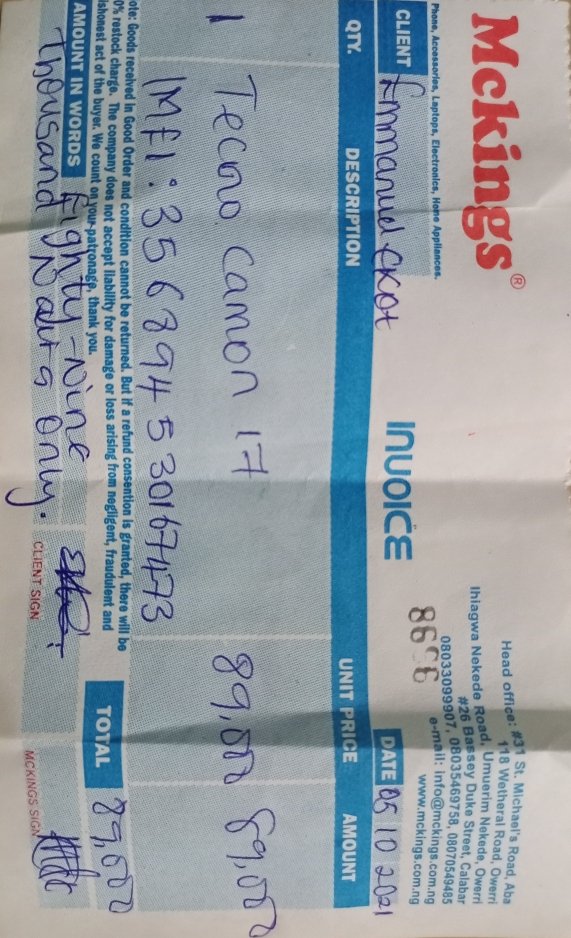 Mckings®
Phone, Accessories, Laptops, Electronics, Home Appliances.
Head office: #31 St. Michael's Road, Aba
118 Wetheral Road, Owerri
Ihiagwa Nekede Road, Umuerim Nekede, Owerri
#26 Bassey Duke Street, Calabar
08033099907, 08035469758, 08070549485
e-mail: info@mckings.com.ng
www.mckings.com.ng
INVOICE
CLIENT Emmanuel Ekot
DATE 05 10 2021
QTY. DESCRIPTION UNIT PRICE AMOUNT
1 Tecno Camon 17 89,000 89,000
IMEI: 356894530167473
ote: Goods received in Good Order and condition cannot be returned. But if a refund consention is granted, there will be
0% restock charge. The company does not accept liability for damage or loss arising from negligent, fraudulent and
ishonest act of the buyer. We count on your patronage, thank you.
TOTAL 89,000
AMOUNT IN WORDS Eighty-Nine
Thousand Naira Only.
CLIENT SIGN
MCKINGS SIGN